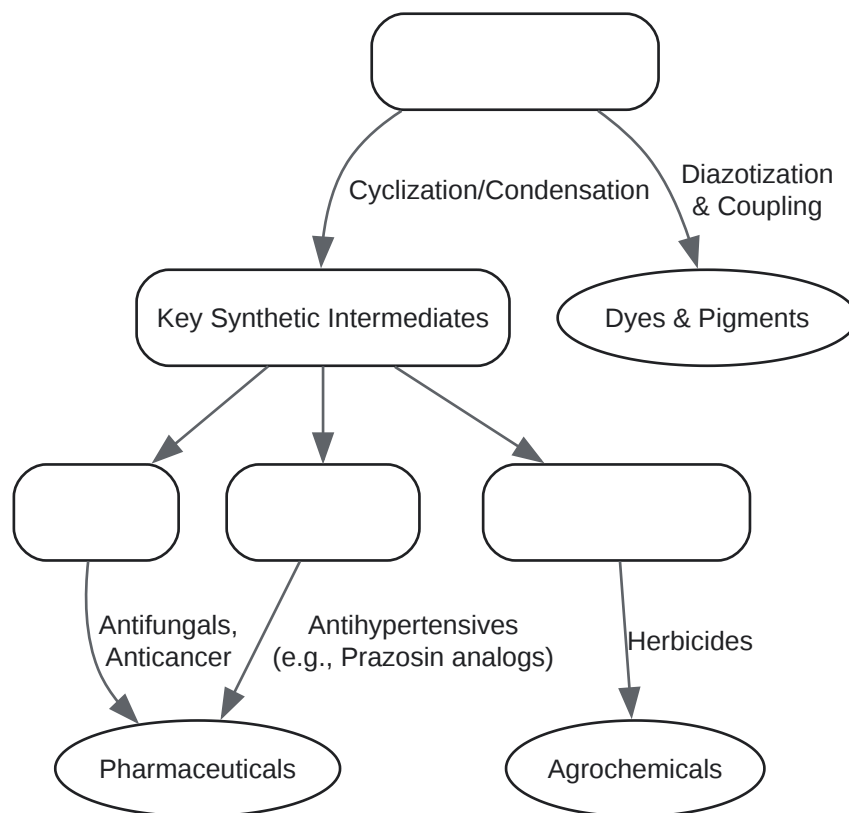 Cyclization/Condensation
Diazotization
& Coupling
Key Synthetic Intermediates
Dyes & Pigments
Antifungals,
Anticancer
Antihypertensives
(e.g., Prazosin analogs)
Herbicides
Pharmaceuticals
Agrochemicals